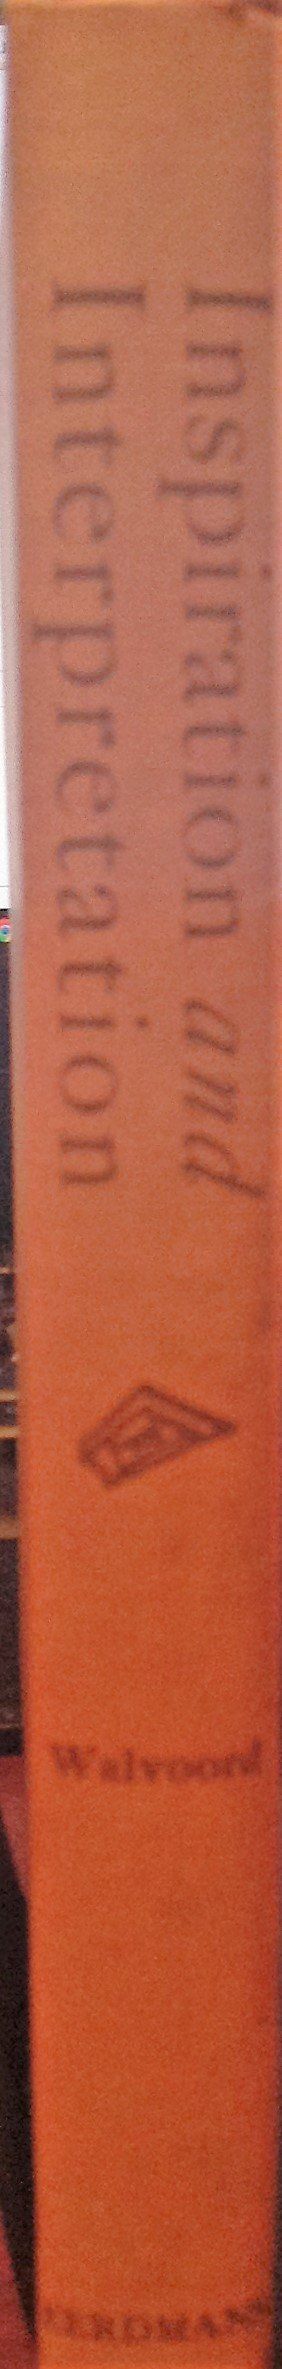 Inspiration and
Interpretation
Walvoord
EERDMANS